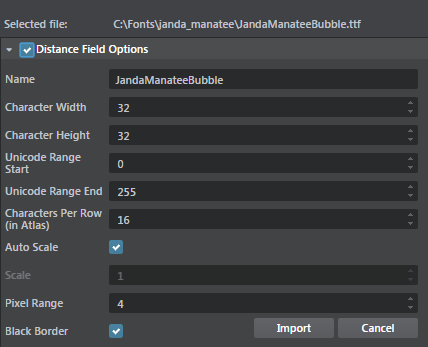 Selected file: C:\Fonts\janda_manatee\JandaManateeBubble.ttf
Distance Field Options
Name JandaManateeBubble
Character Width 32
Character Height 32
Unicode Range
Start 0
Unicode Range End 255
Characters Per Row
(in Atlas) 16
Auto Scale
Scale 1
Pixel Range 4
Black Border Import Cancel